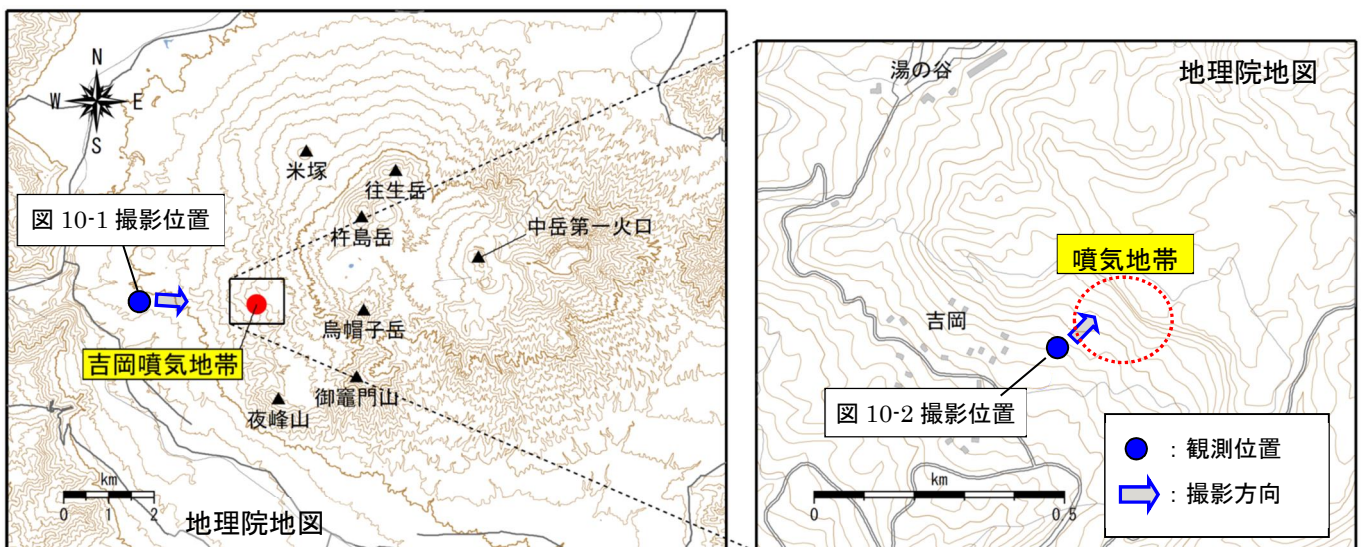 N
W E
S
米塚
往生岳
杵島岳
中岳第一火口
図 10-1 撮影位置
烏帽子岳
吉岡噴気地帯
御竈門山
夜峰山
km
0 1 2
地理院地図
湯の谷
地理院地図
噴気地帯
吉岡
図 10-2 撮影位置
km
0 0.5
：観測位置
：撮影方向